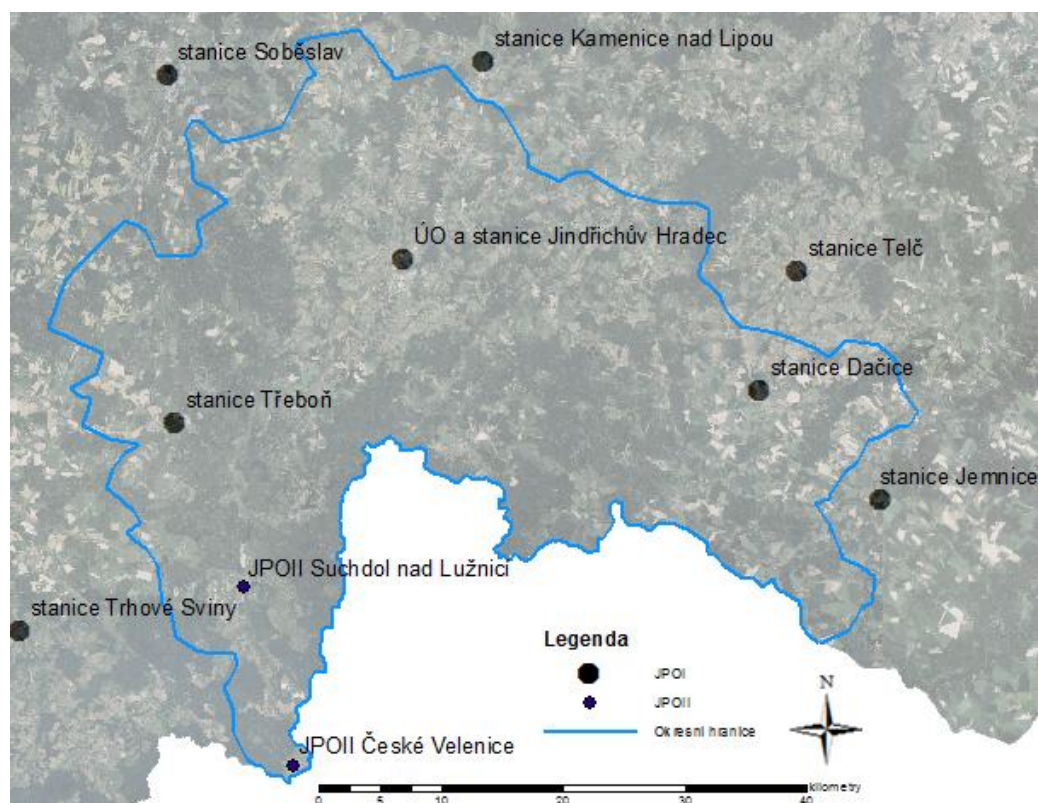 stanice Soběslav
stanice Kamenice nad Lipou
ÚO a stanice Jindřichův Hradec
stanice Telč
stanice Dačice
stanice Třeboň
stanice Jemnice
JPOII Suchdol nad Lužnici
stanice Trhové Sviny
Legenda
JPOI
JPOII
Okresní hranice
N
JPOII České Velenice
kilometry
0 5 10 20 30 40